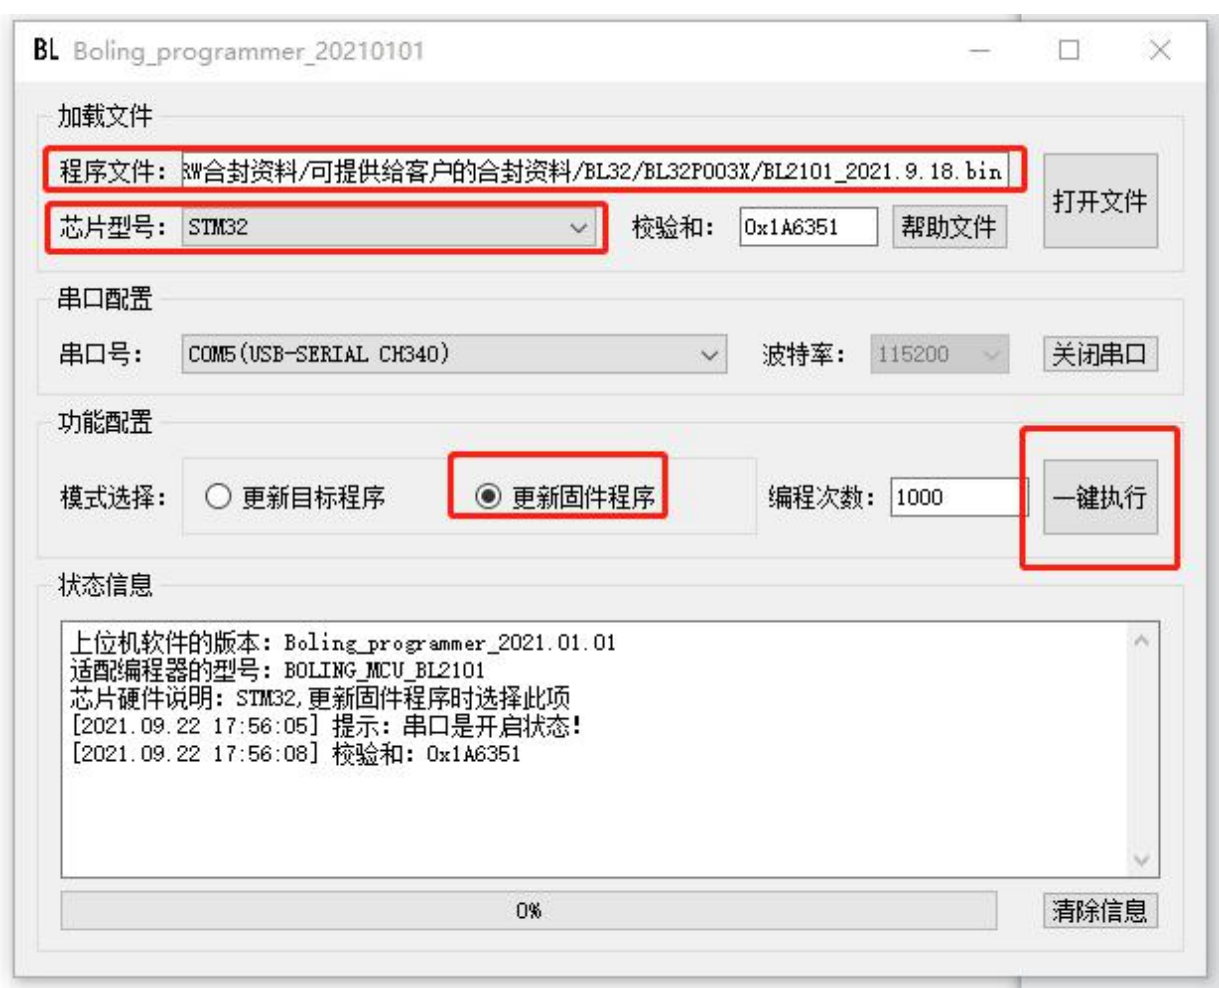 BL Boling_programmer_20210101
加载文件
程序文件: RW合封资料/可提供给客户的合封资料/BL32/BL32P003X/BL2101_2021.9.18.bin
打开文件
芯片型号: STM32 校验和: 0x1A6351 帮助文件
串口配置
串口号: COM5(USB-SERIAL CH340) 波特率: 115200 关闭串口
功能配置
模式选择: 更新目标程序 更新固件程序 编程次数: 1000 一键执行
状态信息
上位机软件的版本: Boling_programmer_2021.01.01
适配编程器的型号: BOLING_MCU_BL2101
芯片硬件说明: STM32,更新固件程序时选择此项
[2021.09.22 17:56:05] 提示: 串口是开启状态!
[2021.09.22 17:56:08] 校验和: 0x1A6351
0% 清除信息